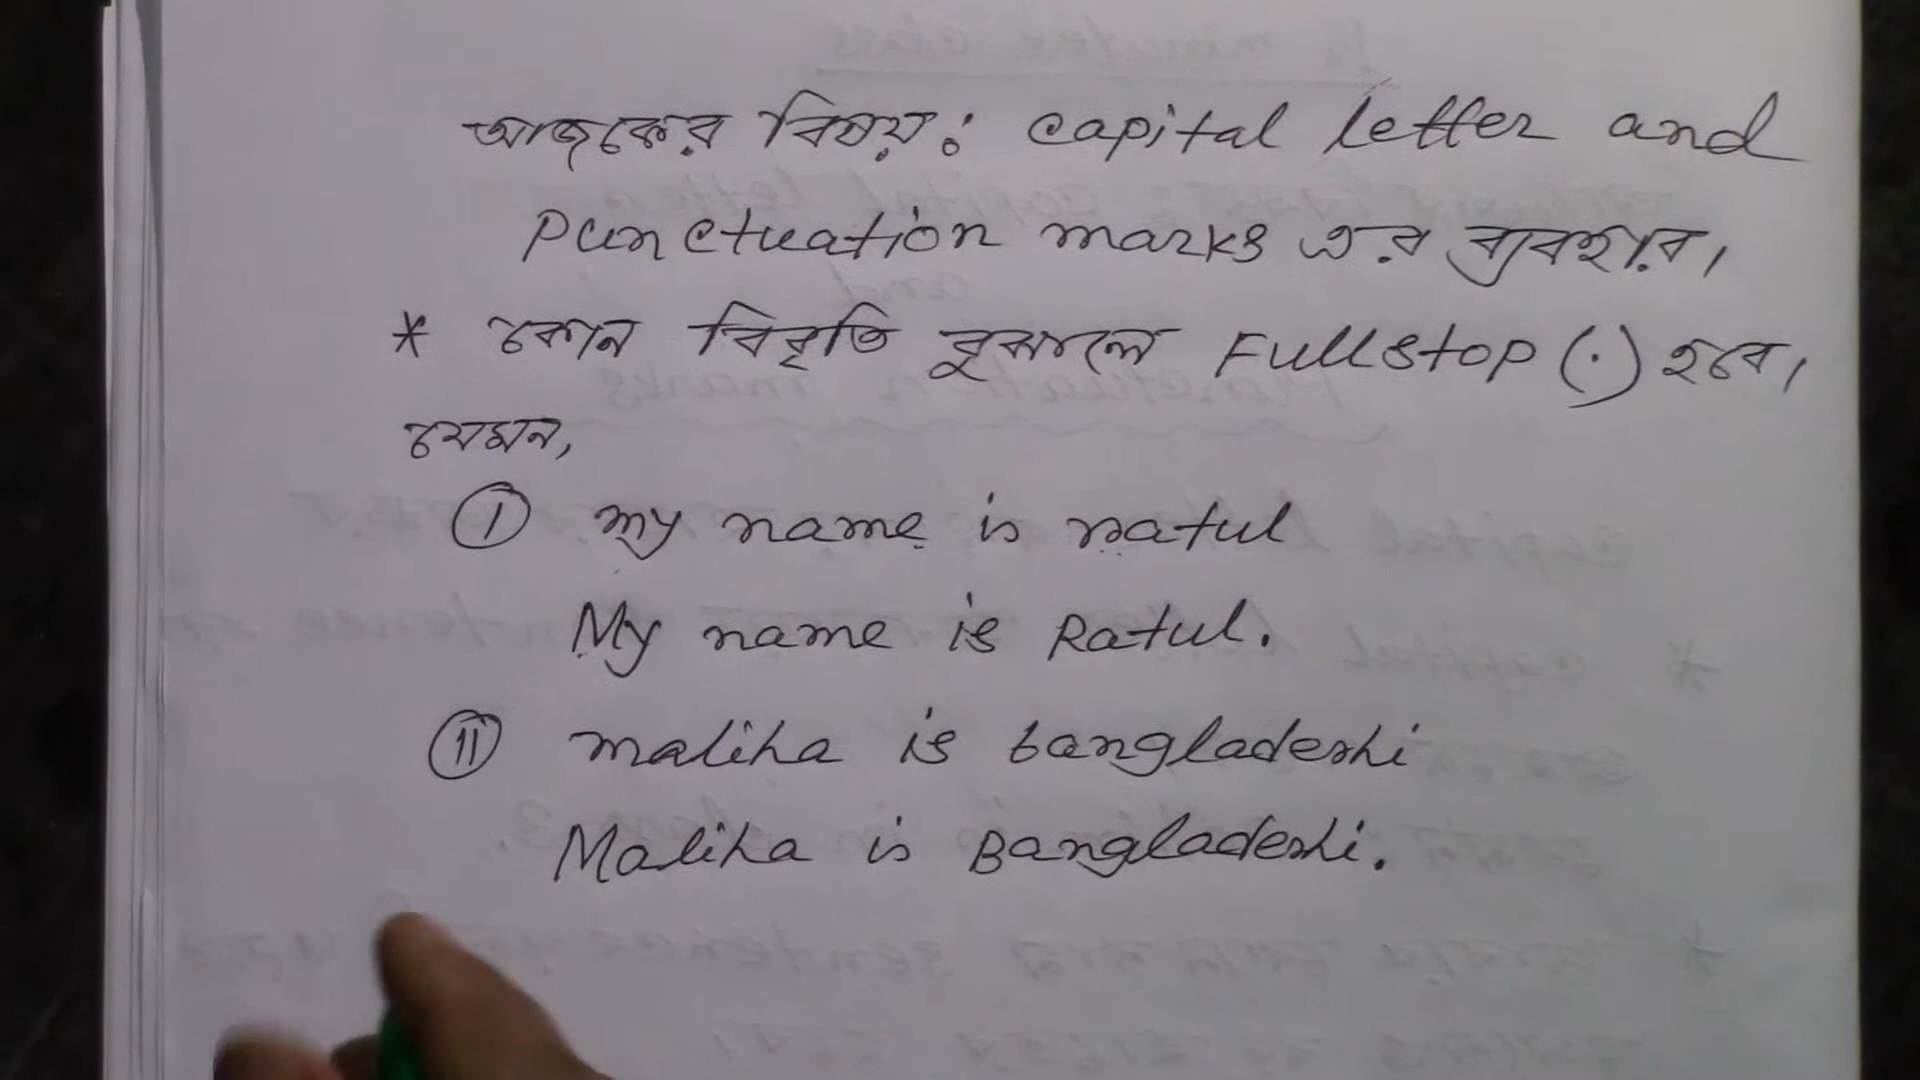 আজকের বিষয়: capital letter and
Punctuation marks এর ব্যবহার।
* কোন বিবৃতি বুঝালে Fullstop (.) হবে।
যেমন,
(I) my name is ratul
My name is Ratul.
(II) maliha is bangladeshi
Maliha is Bangladeshi.